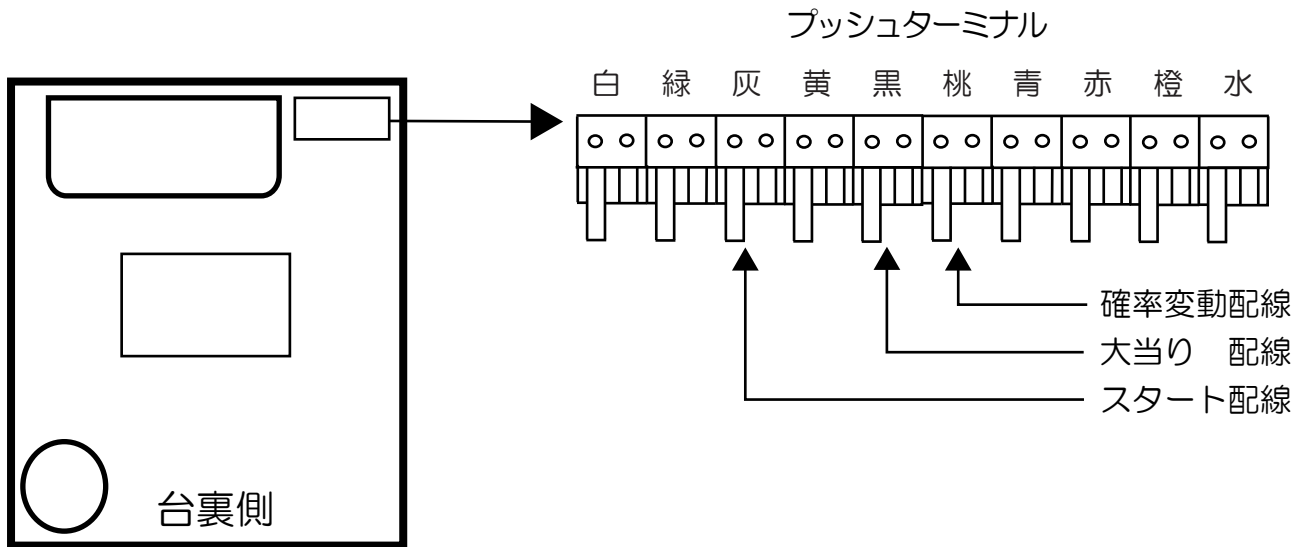 プッシュターミナル
白 緑 灰 黄 黒 桃 青 赤 橙 水
確率変動配線
大当り　配線
スタート配線
台裏側